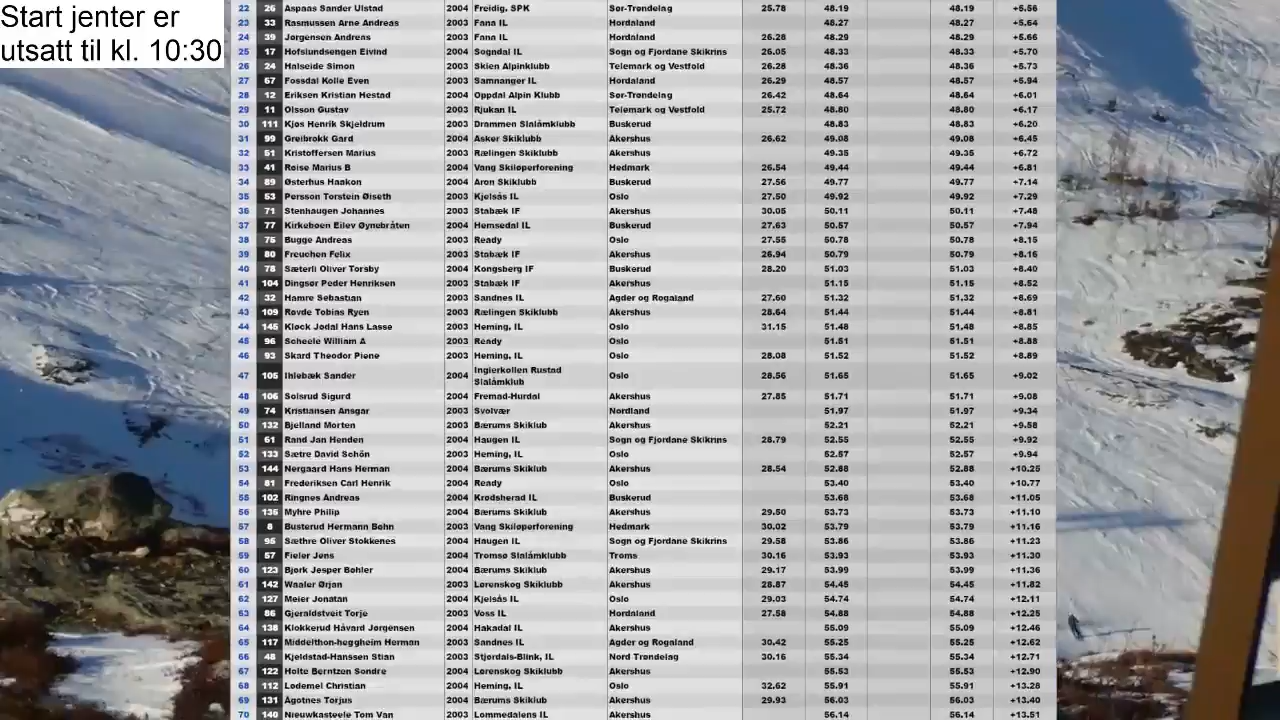 Start jenter er
utsatt til kl. 10:30
22 26 Aspaas Sander Ulstad 2004 Freidig, SPK Sør-Trøndelag 25.78 48.19 48.19 +5.56
23 33 Rasmussen Arne Andreas 2003 Fana IL Hordaland 48.27 48.27 +5.64
24 39 Jørgensen Andreas 2003 Fana IL Hordaland 26.28 48.29 48.29 +5.66
25 17 Hofslundsengen Eivind 2004 Sogndal IL Sogn og Fjordane Skikrins 26.05 48.33 48.33 +5.70
26 24 Halseide Simon 2003 Skien Alpinklubb Telemark og Vestfold 26.28 48.36 48.36 +5.73
27 67 Fossdal Kolle Even 2003 Samnanger IL Hordaland 26.29 48.57 48.57 +5.94
28 12 Eriksen Kristian Hestad 2004 Oppdal Alpin Klubb Sør-Trøndelag 26.42 48.64 48.64 +6.01
29 11 Olsson Gustav 2003 Rjukan IL Telemark og Vestfold 25.72 48.80 48.80 +6.17
30 111 Kjøs Henrik Skjeldrum 2003 Drammen Slalåmklubb Buskerud 48.83 48.83 +6.20
31 99 Greibrokk Gard 2004 Asker Skiklubb Akershus 26.62 49.08 49.08 +6.45
32 51 Kristoffersen Marius 2003 Rælingen Skiklubb Akershus 49.35 49.35 +6.72
33 41 Røise Marius B 2004 Vang Skiløperforening Hedmark 26.54 49.44 49.44 +6.81
34 89 Østerhus Haakon 2004 Aron Skiklubb Buskerud 27.56 49.77 49.77 +7.14
35 53 Persson Torstein Øiseth 2003 Kjelsås IL Oslo 27.50 49.92 49.92 +7.29
36 71 Stenhaugen Johannes 2003 Stabæk IF Akershus 30.05 50.11 50.11 +7.48
37 77 Kirkebøen Eilev Øynebråten 2004 Hemsedal IL Buskerud 27.63 50.57 50.57 +7.94
38 75 Bugge Andreas 2003 Ready Oslo 27.55 50.78 50.78 +8.15
39 80 Freuchen Felix 2003 Stabæk IF Akershus 26.94 50.79 50.79 +8.16
40 78 Sæterli Oliver Torsby 2004 Kongsberg IF Buskerud 28.20 51.03 51.03 +8.40
41 104 Dingsør Peder Henriksen 2003 Stabæk IF Akershus 51.15 51.15 +8.52
42 32 Hamre Sebastian 2003 Sandnes IL Agder og Rogaland 27.60 51.32 51.32 +8.69
43 109 Røvde Tobias Ryen 2003 Rælingen Skiklubb Akershus 28.64 51.44 51.44 +8.81
44 145 Kløck Jødal Hans Lasse 2003 Heming, IL Oslo 31.15 51.48 51.48 +8.85
45 96 Scheele William A 2003 Ready Oslo 51.51 51.51 +8.88
46 93 Skard Theodor Piene 2003 Heming, IL Oslo 28.08 51.52 51.52 +8.89
47 105 Ihlebæk Sander 2004 Ingierkollen Rustad Slalåmklub Oslo 28.56 51.65 51.65 +9.02
48 106 Solsrud Sigurd 2004 Fremad-Hurdal Akershus 27.85 51.71 51.71 +9.08
49 74 Kristiansen Ansgar 2003 Svolvær Nordland 51.97 51.97 +9.34
50 132 Bjelland Morten 2003 Bærums Skiklub Akershus 52.21 52.21 +9.58
51 61 Rand Jan Henden 2004 Haugen IL Sogn og Fjordane Skikrins 28.79 52.55 52.55 +9.92
52 133 Sætre David Schön 2003 Heming, IL Oslo 52.57 52.57 +9.94
53 144 Nergaard Hans Herman 2004 Bærums Skiklub Akershus 28.54 52.88 52.88 +10.25
54 81 Frederiksen Carl Henrik 2004 Ready Oslo 53.40 53.40 +10.77
55 102 Ringnes Andreas 2004 Krødsherad IL Buskerud 53.68 53.68 +11.05
56 135 Myhre Philip 2004 Bærums Skiklub Akershus 29.50 53.73 53.73 +11.10
57 8 Busterud Hermann Bøhn 2003 Vang Skiløperforening Hedmark 30.02 53.79 53.79 +11.16
58 95 Sæthre Oliver Stokkenes 2004 Haugen IL Sogn og Fjordane Skikrins 29.58 53.86 53.86 +11.23
59 57 Fieler Jens 2004 Tromsø Slalåmklubb Troms 30.16 53.93 53.93 +11.30
60 123 Bjork Jesper Bøhler 2004 Bærums Skiklub Akershus 29.17 53.99 53.99 +11.36
61 142 Waaler Ørjan 2003 Lørenskog Skiklubb Akershus 28.87 54.45 54.45 +11.82
62 127 Meier Jonatan 2004 Kjelsås IL Oslo 29.03 54.74 54.74 +12.11
63 86 Gjeraldstveit Torje 2003 Voss IL Hordaland 27.58 54.88 54.88 +12.25
64 138 Klokkerud Håvard Jørgensen 2004 Hakadal IL Akershus 55.09 55.09 +12.46
65 117 Middelthon-heggheim Herman 2003 Sandnes IL Agder og Rogaland 30.42 55.25 55.25 +12.62
66 48 Kjeldstad-Hanssen Stian 2003 Stjørdals-Blink, IL Nord Trøndelag 30.16 55.34 55.34 +12.71
67 122 Holte Berntzen Sondre 2004 Lørenskog Skiklubb Akershus 55.53 55.53 +12.90
68 112 Lødemel Christian 2004 Heming, IL Oslo 32.62 55.91 55.91 +13.28
69 131 Ågotnes Torjus 2004 Bærums Skiklub Akershus 29.93 56.03 56.03 +13.40
70 140 Nieuwkasteele Tom Van 2003 Lommedalens IL Akershus 56.14 56.14 +13.51